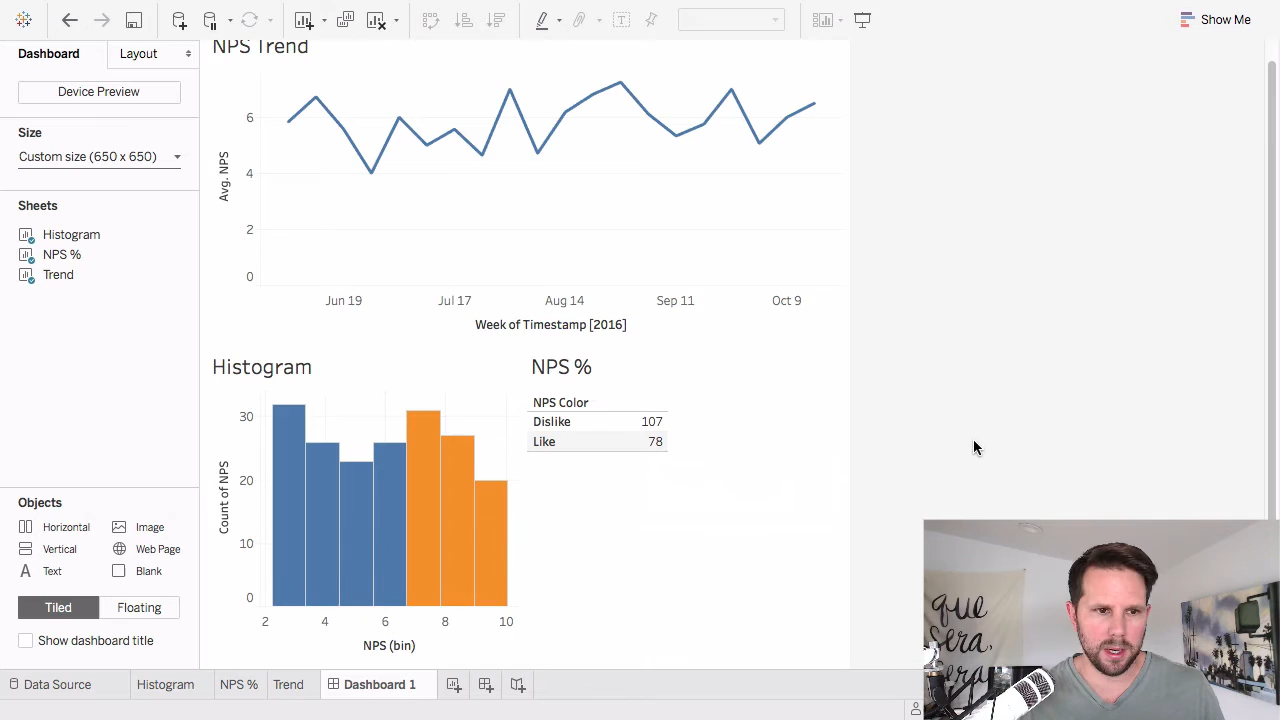 Show Me
Dashboard
Layout
Device Preview
Size
Custom size (650 x 650)
Sheets
Histogram
NPS %
Trend
Objects
Horizontal
Image
Vertical
Web Page
A
Text
Blank
Tiled
Floating
Show dashboard title
NPS Trend
Avg. NPS
6
4
2
0
Jun 19
Jul 17
Aug 14
Sep 11
Oct 9
Week of Timestamp [2016]
Histogram
Count of NPS
30
20
10
0
2
4
6
8
10
NPS (bin)
NPS %
NPS Color
Dislike 107
Like 78
que
sera,
sera
Data Source
Histogram
NPS %
Trend
Dashboard 1